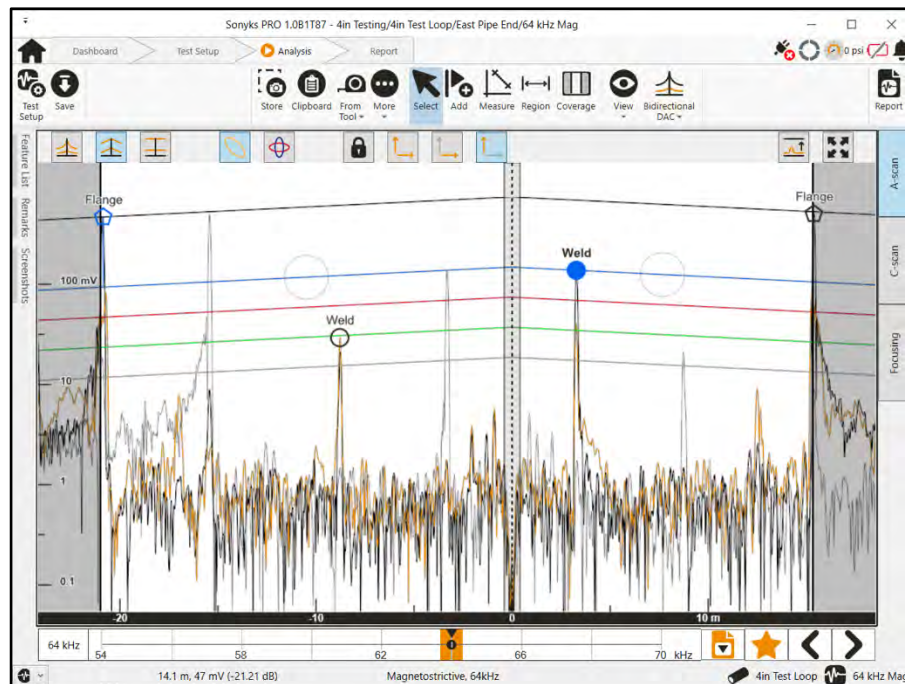 Sonyks PRO 1.0B1T87 - 4in Testing/4in Test Loop/East Pipe End/64 kHz Mag
Dashboard Test Setup Analysis Report
0 psi
Test Setup Save Store Clipboard From Tool More Select Add Measure Region Coverage View Bidirectional DAC Report
Feature List
Remarks
Screenshots
A-scan
C-scan
Focusing
Flange Flange
Weld
100 mV
Weld
10
1
0.1
-20 -10 0 10 m
64 kHz 54 58 62 66 70 kHz
14.1 m, 47 mV (-21.21 dB) Magnetostrictive, 64kHz 4in Test Loop 64 kHz Mag